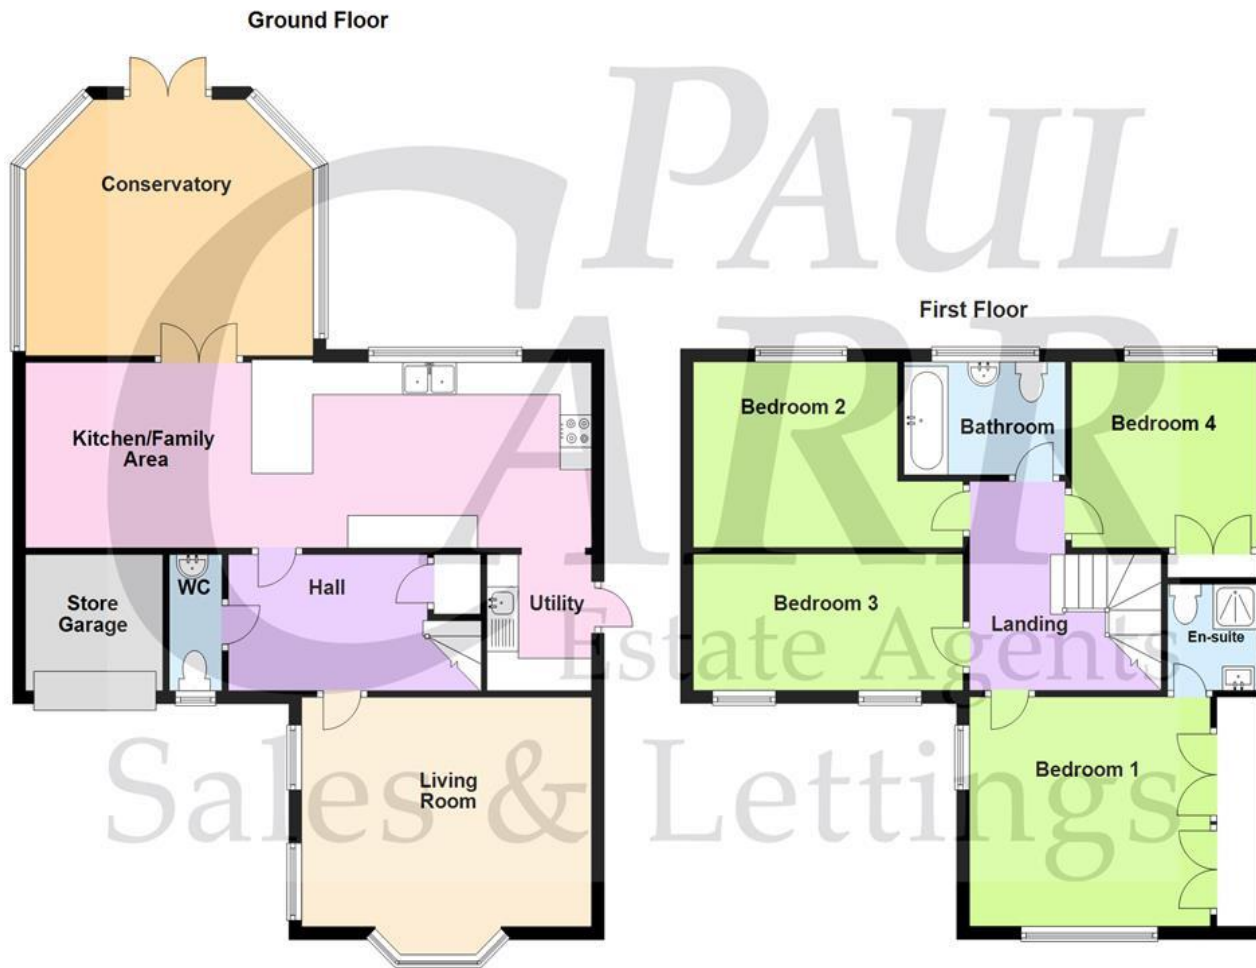 Ground Floor
PAUL
CARR
Estate Agents
Sales & Lettings
Conservatory
Kitchen/Family
Area
Store
Garage
WC
Hall
Utility
Living
Room
First Floor
Bedroom 2
Bathroom
Bedroom 4
Bedroom 3
Landing
En-suite
Bedroom 1